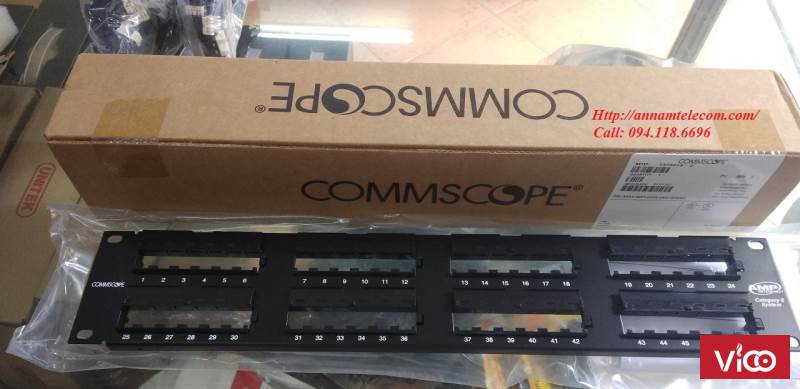 COMMSCOPE®
Http://annamtelecom.com/
Call: 094.118.6696
COMMSCOPE®
COMMSCOPE
UNITEK
COMMSCOPE
1 2 3 4 5 6
7 8 9 10 11 12
13 14 15 16 17 18
19 20 21 22 23 24
AMP
Category 6
System
25 26 27 28 29 30
31 32 33 34 35 36
37 38 39 40 41 42
43 44 45
VICO